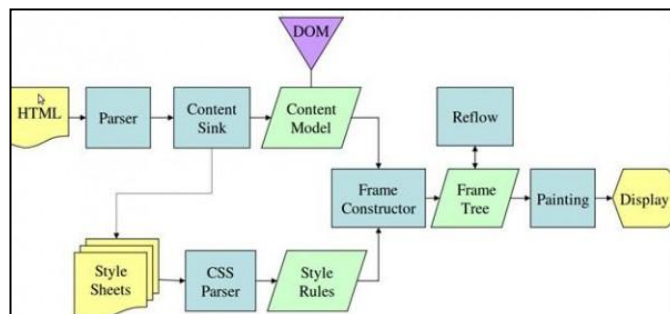 DOM
HTML
Parser
Content
Sink
Content
Model
Reflow
Frame
Constructor
Frame
Tree
Painting
Display
Style
Sheets
CSS
Parser
Style
Rules